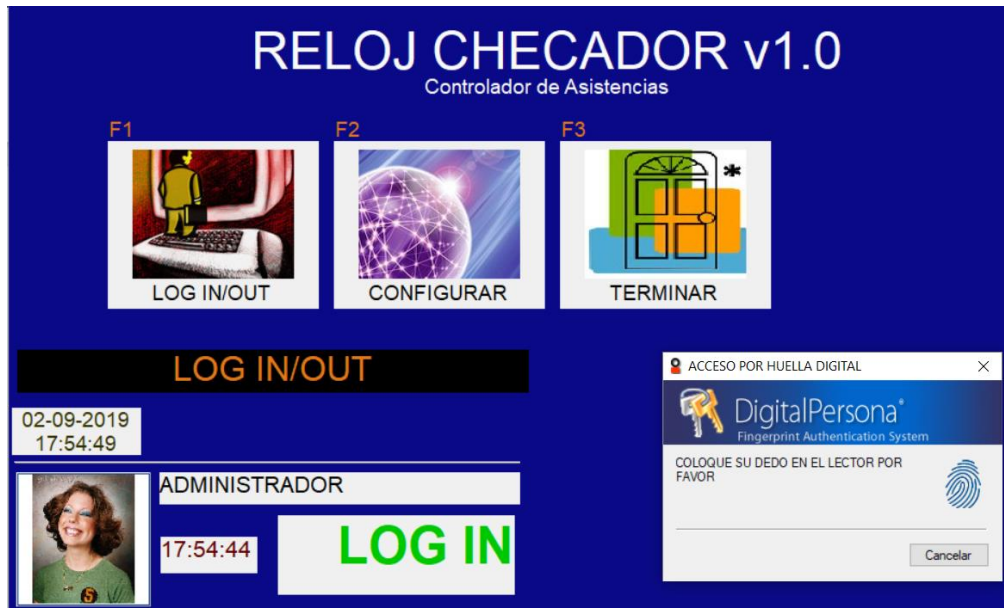 RELOJ CHECADOR v1.0
Controlador de Asistencias
F1
F2
F3
LOG IN/OUT
CONFIGURAR
TERMINAR
LOG IN/OUT
02-09-2019
17:54:49
ADMINISTRADOR
17:54:44
LOG IN
ACCESO POR HUELLA DIGITAL
DigitalPersona®
Fingerprint Authentication System
COLOQUE SU DEDO EN EL LECTOR POR
FAVOR
Cancelar